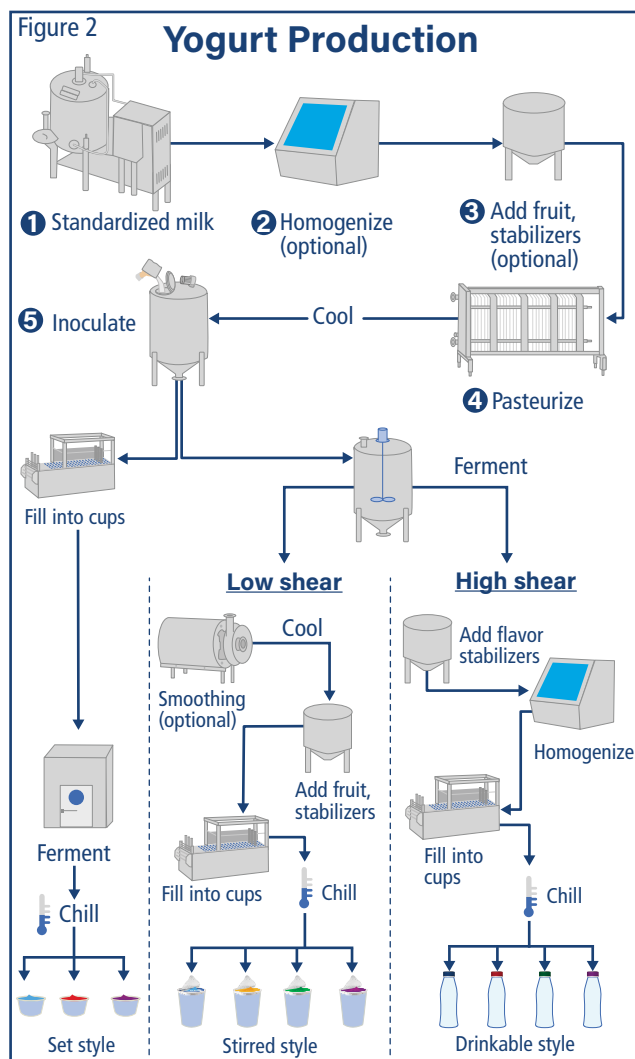 Figure 2
Yogurt Production
1 Standardized milk
2 Homogenize
(optional)
3 Add fruit,
stabilizers
(optional)
5 Inoculate
Cool
4 Pasteurize
Fill into cups
Ferment
Low shear
High shear
Cool
Smoothing
(optional)
Add fruit,
stabilizers
Add flavor
stabilizers
Homogenize
Ferment
Fill into cups
Fill into
cups
Chill
Chill
Chill
Set style
Stirred style
Drinkable style